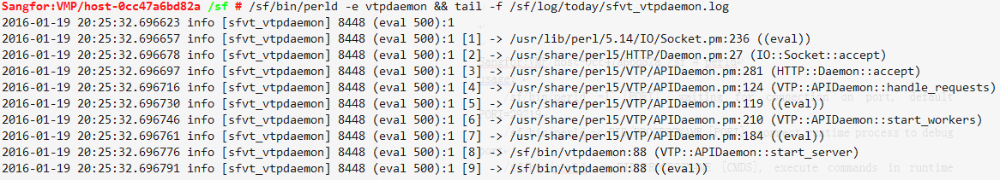 Sangfor:VMP/host-0cc47a6bd82a /sf # /sf/bin/perld -e vtpdaemon && tail -f /sf/log/today/sfvt_vtpdaemon.log
2016-01-19 20:25:32.696623 info [sfvt_vtpdaemon] 8448 (eval 500):1
2016-01-19 20:25:32.696657 info [sfvt_vtpdaemon] 8448 (eval 500):1 [1] -> /usr/lib/perl/5.14/IO/Socket.pm:236 ((eval))
2016-01-19 20:25:32.696678 info [sfvt_vtpdaemon] 8448 (eval 500):1 [2] -> /usr/share/perl5/HTTP/Daemon.pm:27 (IO::Socket::accept)
2016-01-19 20:25:32.696697 info [sfvt_vtpdaemon] 8448 (eval 500):1 [3] -> /usr/share/perl5/VTP/APIDaemon.pm:281 (HTTP::Daemon::accept)
2016-01-19 20:25:32.696716 info [sfvt_vtpdaemon] 8448 (eval 500):1 [4] -> /usr/share/perl5/VTP/APIDaemon.pm:124 (VTP::APIDaemon::handle_requests)
2016-01-19 20:25:32.696730 info [sfvt_vtpdaemon] 8448 (eval 500):1 [5] -> /usr/share/perl5/VTP/APIDaemon.pm:119 ((eval))
2016-01-19 20:25:32.696746 info [sfvt_vtpdaemon] 8448 (eval 500):1 [6] -> /usr/share/perl5/VTP/APIDaemon.pm:210 (VTP::APIDaemon::start_workers)
2016-01-19 20:25:32.696761 info [sfvt_vtpdaemon] 8448 (eval 500):1 [7] -> /usr/share/perl5/VTP/APIDaemon.pm:184 ((eval))
2016-01-19 20:25:32.696776 info [sfvt_vtpdaemon] 8448 (eval 500):1 [8] -> /sf/bin/vtpdaemon:88 (VTP::APIDaemon::start_server)
2016-01-19 20:25:32.696791 info [sfvt_vtpdaemon] 8448 (eval 500):1 [9] -> /sf/bin/vtpdaemon:88 ((eval))